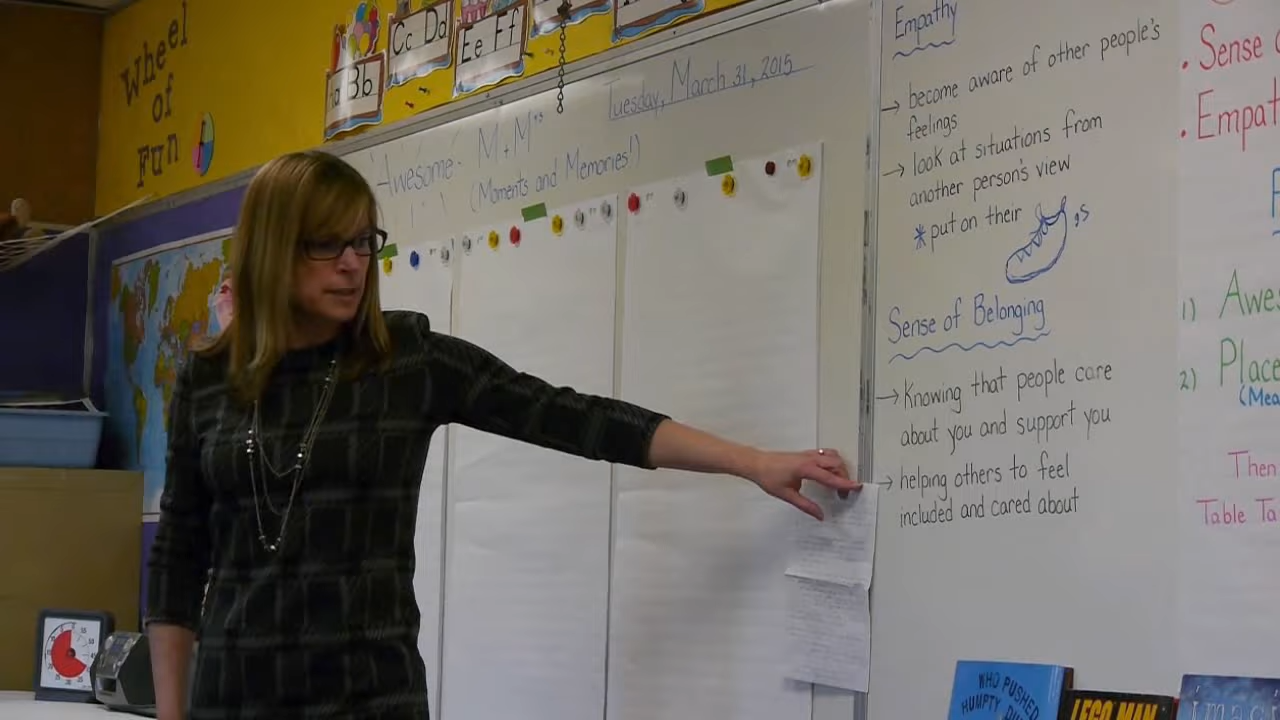 Wheel
of
Fun
Bb
Cc Dd
Ee Ff
Tuesday, March 31, 2015
Awesome M+M's
(Moments and Memories!)
Empathy
→ become aware of other people's
feelings
→ look at situations from
another person's view
* put on their 's
Sense of Belonging
→ Knowing that people care
about you and support you
→ helping others to feel
included and cared about
• Sense
• Empat
1) Awes
2) Place
(Mea
Then
Table Ta
WHO PUSHED
HUMPTY DU
LEGO MAN